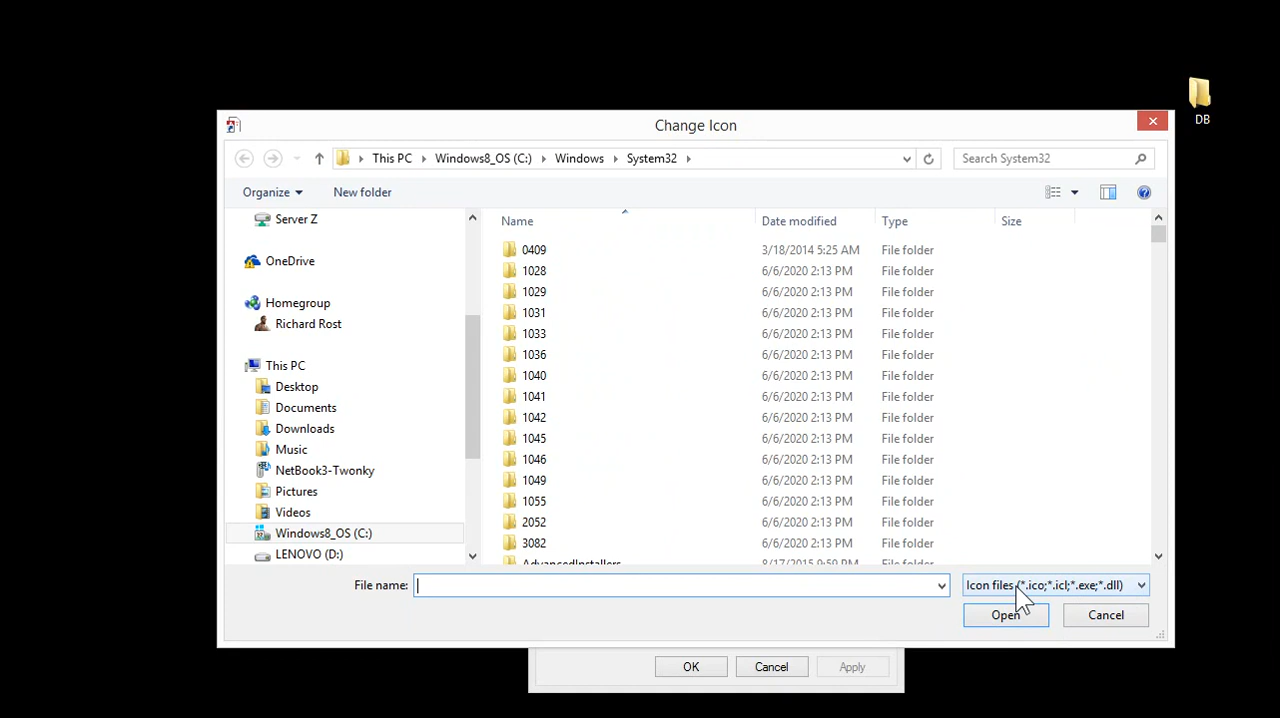 DB
Change Icon
This PC Windows8_OS (C:) Windows System32
Search System32
Organize New folder
Name Date modified Type Size
Server Z
OneDrive
Homegroup
Richard Rost
This PC
Desktop
Documents
Downloads
Music
NetBook3-Twonky
Pictures
Videos
Windows8_OS (C:)
LENOVO (D:)
0409 3/18/2014 5:25 AM File folder
1028 6/6/2020 2:13 PM File folder
1029 6/6/2020 2:13 PM File folder
1031 6/6/2020 2:13 PM File folder
1033 6/6/2020 2:13 PM File folder
1036 6/6/2020 2:13 PM File folder
1040 6/6/2020 2:13 PM File folder
1041 6/6/2020 2:13 PM File folder
1042 6/6/2020 2:13 PM File folder
1045 6/6/2020 2:13 PM File folder
1046 6/6/2020 2:13 PM File folder
1049 6/6/2020 2:13 PM File folder
1055 6/6/2020 2:13 PM File folder
2052 6/6/2020 2:13 PM File folder
3082 6/6/2020 2:13 PM File folder
AdvancedInstallers 8/17/2015 9:59 PM File folder
File name: Icon files (*.ico;*.icl;*.exe;*.dll)
Open Cancel
OK Cancel Apply